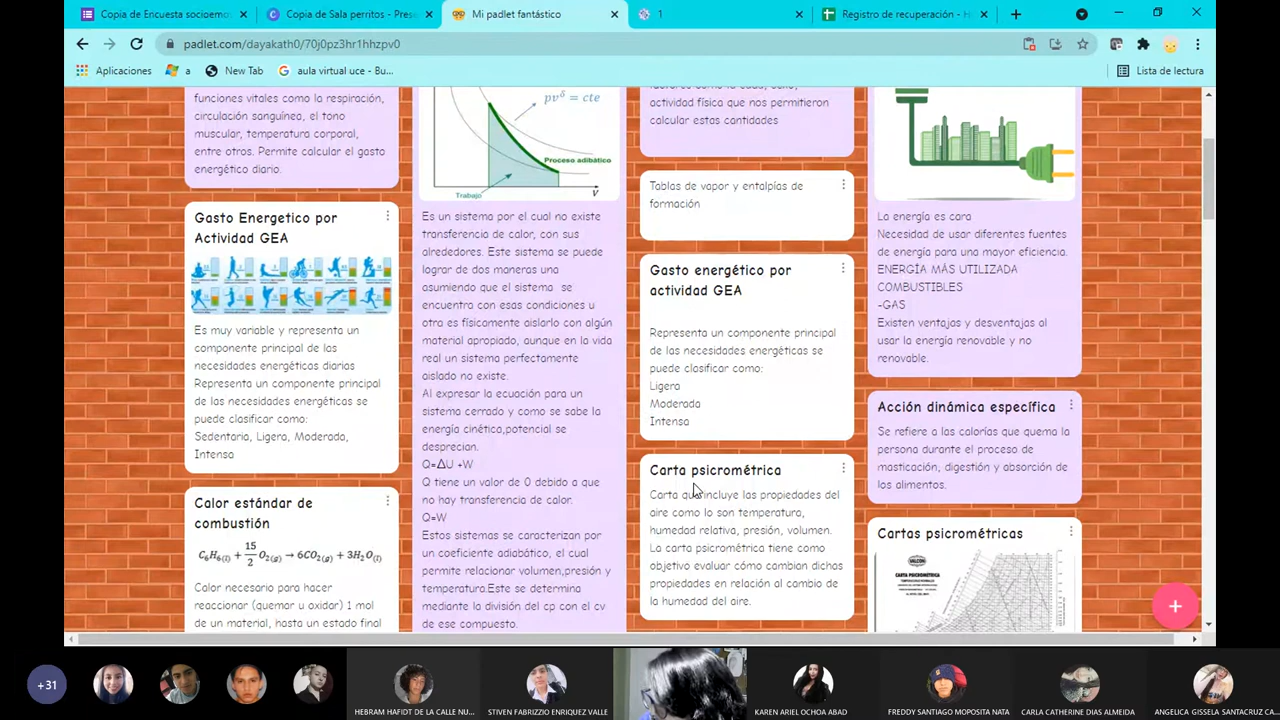 Copia de Encuesta socioemo
Copia de Sala perritos - Prese
Mi padlet fantástico
1
Registro de recuperación - H
padlet.com/dayakath0/70j0pz3hr1hhzpv0
Aplicaciones
a
New Tab
aula virtual uce - Bu...
Lista de lectura
funciones vitales como la respiración,
circulación sanguínea, el tono
muscular, temperatura corporal,
entre otros. Permite calcular el gasto
energético diario.
Gasto Energetico por
Actividad GEA
Es muy variable y representa un
componente principal de las
necesidades energéticas diarias
Representa un componente principal
de las necesidades energéticas se
puede clasificar como:
Sedentaria, Ligera, Moderada,
Intensa
Calor estándar de
combustión
C₆H₆(l) + 15/2 O₂(g) → 6CO₂(g) + 3H₂O(l)
Calor necesario para hacer
reaccionar (quemar u oxidar) 1 mol
de un material, hasta un estado final
pv^δ = cte
Proceso adibático
Trabajo
V
Es un sistema por el cual no existe
transferencia de calor, con sus
alrededores. Este sistema se puede
lograr de dos maneras una
asumiendo que el sistema se
encuentra con esas condiciones u
otra es físicamente aislarlo con algún
material apropiado, aunque en la vida
real un sistema perfectamente
aislado no existe.
Al expresar la ecuación para un
sistema cerrado y como se sabe la
energía cinética,potencial se
desprecian.
Q=ΔU +W
Q tiene un valor de 0 debido a que
no hay transferencia de calor.
Q=W
Estos sistemas se caracterizan por
un coeficiente adiabático, el cual
permite relacionar volumen,presión y
temperatura.Este se determina
mediante la división del cp con el cv
de ese compuesto.
actividad física que nos permitieron
calcular estas cantidades
Tablas de vapor y entalpías de
formación
Gasto energético por
actividad GEA
Representa un componente principal
de las necesidades energéticas se
puede clasificar como:
Ligera
Moderada
Intensa
Carta psicrométrica
Carta que incluye las propiedades del
aire como lo son temperatura,
humedad relativa, presión, volumen.
La carta psicrométrica tiene como
objetivo evaluar cómo cambian dichas
propiedades en relación al cambio de
la humedad del aire.
La energía es cara
Necesidad de usar diferentes fuentes
de energía para una mayor eficiencia.
ENERGÍA MÁS UTILIZADA
COMBUSTIBLES
-GAS
Existen ventajas y desventajas al
usar la energía renovable y no
renovable.
Acción dinámica específica
Se refiere a las calorías que quema la
persona durante el proceso de
masticación, digestión y absorción de
los alimentos.
Cartas psicrométricas
CARTA PSICROMÉTRICA
+31
HEBRAM HAFIDT DE LA CALLE NU...
STIVEN FABRIZZIO ENRIQUEZ VALLE
KAREN ARIEL OCHOA ABAD
FREDDY SANTIAGO MOPOSITA NATA
CARLA CATHERINE DIAS ALMEIDA
ANGELICA GISSELA SANTACRUZ CA...